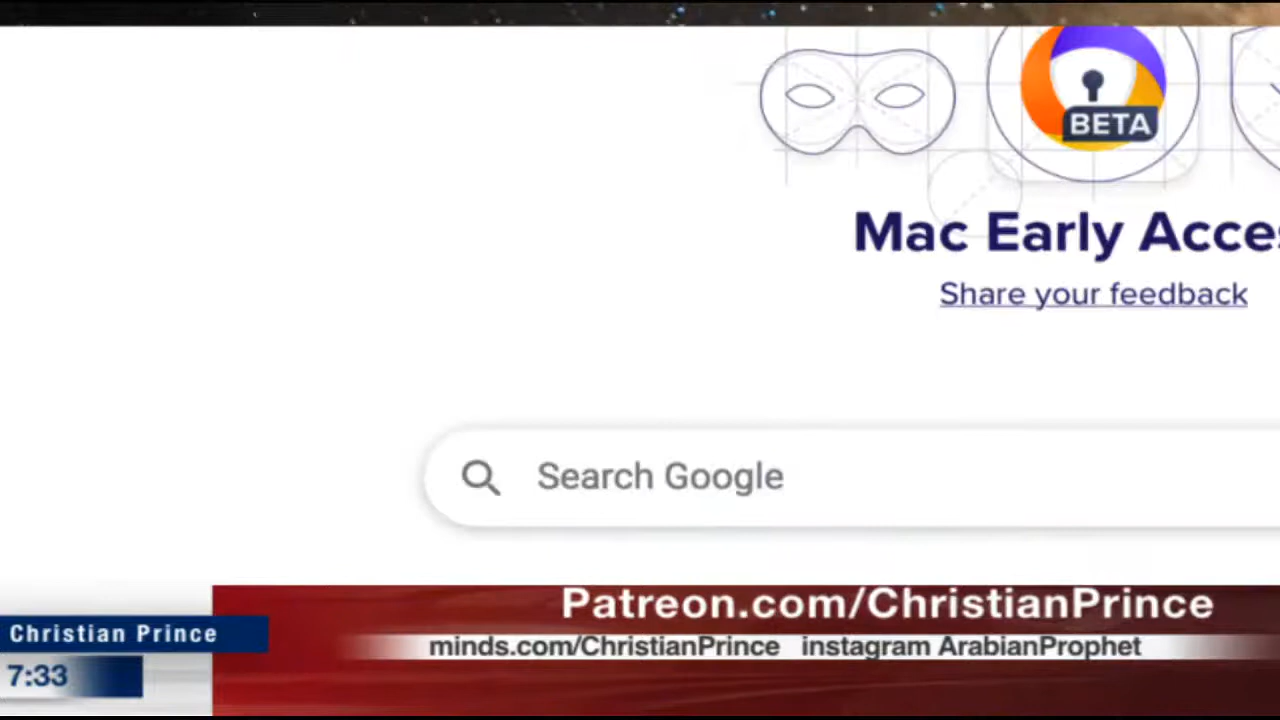 BETA
Mac Early Acce
Share your feedback
Search Google
Patreon.com/ChristianPrince
Christian Prince
minds.com/ChristianPrince instagram ArabianProphet
7:33